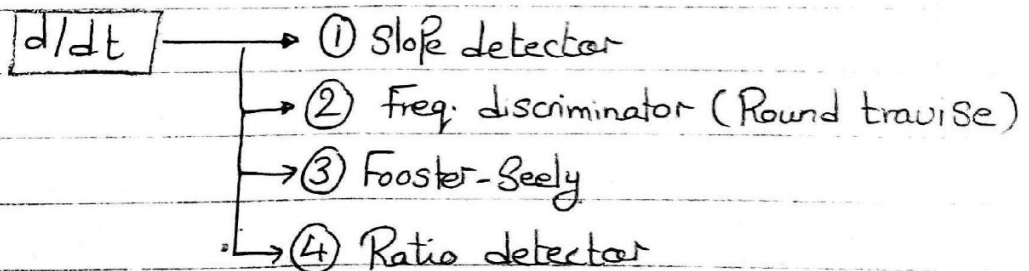 d/dt → ① Slope detector
② Freq. discriminator (Round travise)
③ Fooster-Seely
④ Ratio detector